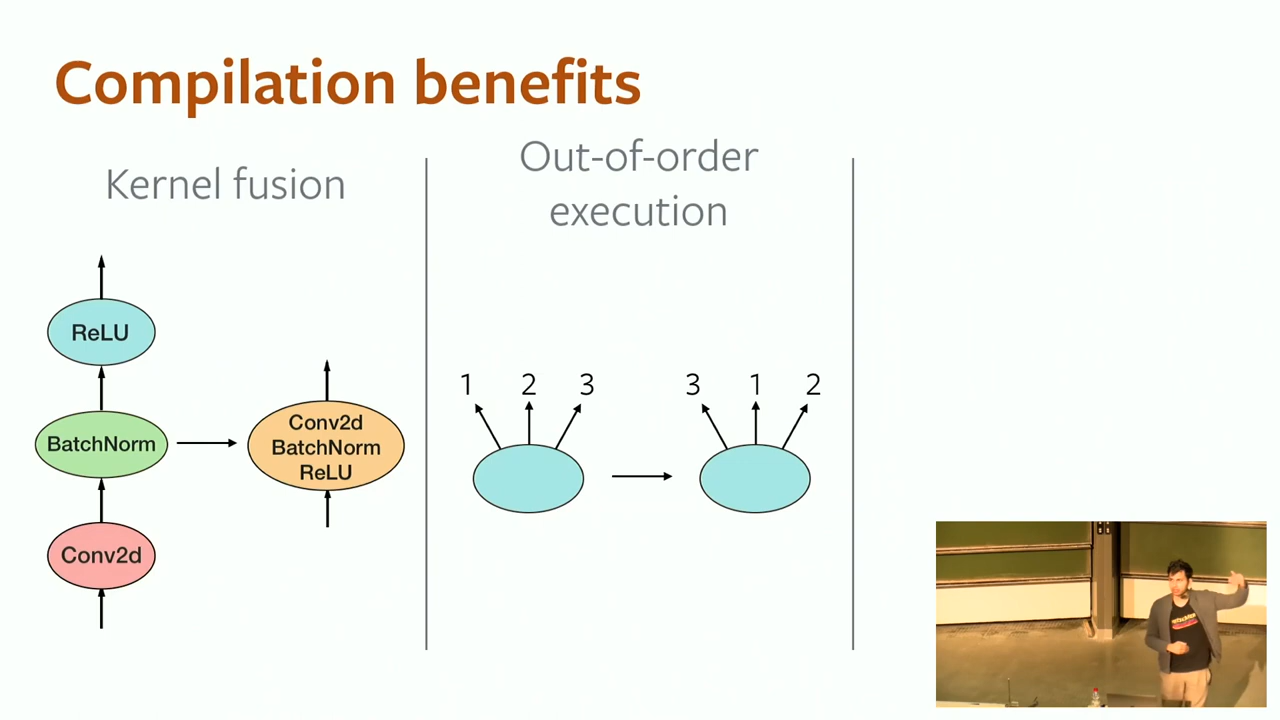 Compilation benefits
Kernel fusion
ReLU
BatchNorm
Conv2d
Conv2d
BatchNorm
ReLU
Out-of-order
execution
1 2 3
3 1 2